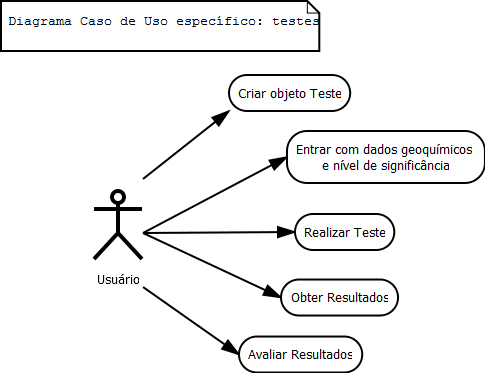 Diagrama Caso de Uso específico: testes
Criar objeto Teste
Entrar com dados geoquímicos
e nível de significância
Realizar Teste
Usuário
Obter Resultados
Avaliar Resultados